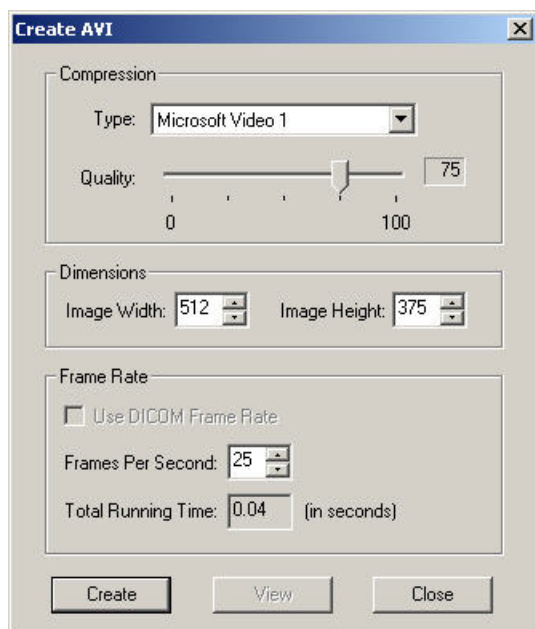 Create AVI
Compression
Type: Microsoft Video 1
Quality: 75
0 100
Dimensions
Image Width: 512 Image Height: 375
Frame Rate
Use DICOM Frame Rate
Frames Per Second: 25
Total Running Time: 0.04 (in seconds)
Create View Close